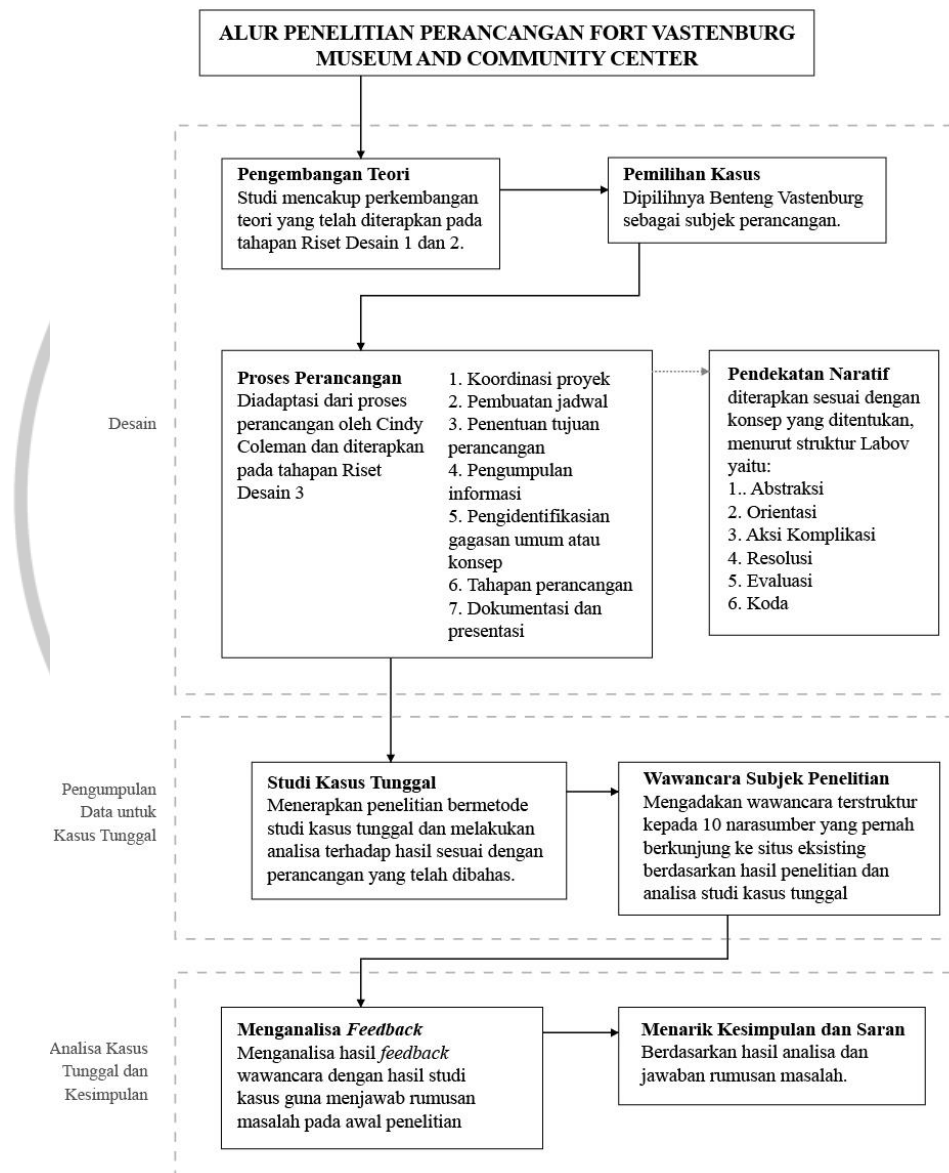 ALUR PENELITIAN PERANCANGAN FORT VASTENBURG
MUSEUM AND COMMUNITY CENTER
Desain
Pengembangan Teori
Studi mencakup perkembangan
teori yang telah diterapkan pada
tahapan Riset Desain 1 dan 2.
Pemilihan Kasus
Dipilihnya Benteng Vastenburg
sebagai subjek perancangan.
Proses Perancangan
Diadaptasi dari proses
perancangan oleh Cindy
Coleman dan diterapkan
pada tahapan Riset
Desain 3
1. Koordinasi proyek
2. Pembuatan jadwal
3. Penentuan tujuan
perancangan
4. Pengumpulan
informasi
5. Pengidentifikasian
gagasan umum atau
konsep
6. Tahapan perancangan
7. Dokumentasi dan
presentasi
Pendekatan Naratif
diterapkan sesuai dengan
konsep yang ditentukan,
menurut struktur Labov
yaitu:
1.. Abstraksi
2. Orientasi
3. Aksi Komplikasi
4. Resolusi
5. Evaluasi
6. Koda
Pengumpulan
Data untuk
Kasus Tunggal
Studi Kasus Tunggal
Menerapkan penelitian bermetode
studi kasus tunggal dan melakukan
analisa terhadap hasil sesuai dengan
perancangan yang telah dibahas.
Wawancara Subjek Penelitian
Mengadakan wawancara terstruktur
kepada 10 narasumber yang pernah
berkunjung ke situs eksisting
berdasarkan hasil penelitian dan
analisa studi kasus tunggal
Analisa Kasus
Tunggal dan
Kesimpulan
Menganalisa Feedback
Menganalisa hasil feedback
wawancara dengan hasil studi
kasus guna menjawab rumusan
masalah pada awal penelitian
Menarik Kesimpulan dan Saran
Berdasarkan hasil analisa dan
jawaban rumusan masalah.